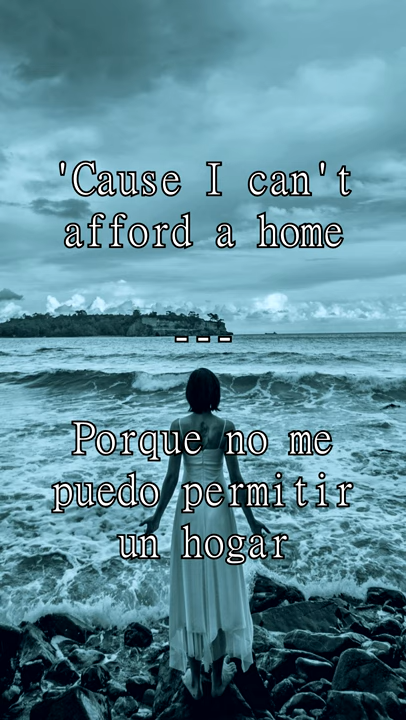 'Cause I can't
afford a home
---
Porque no me
puedo permitir
un hogar